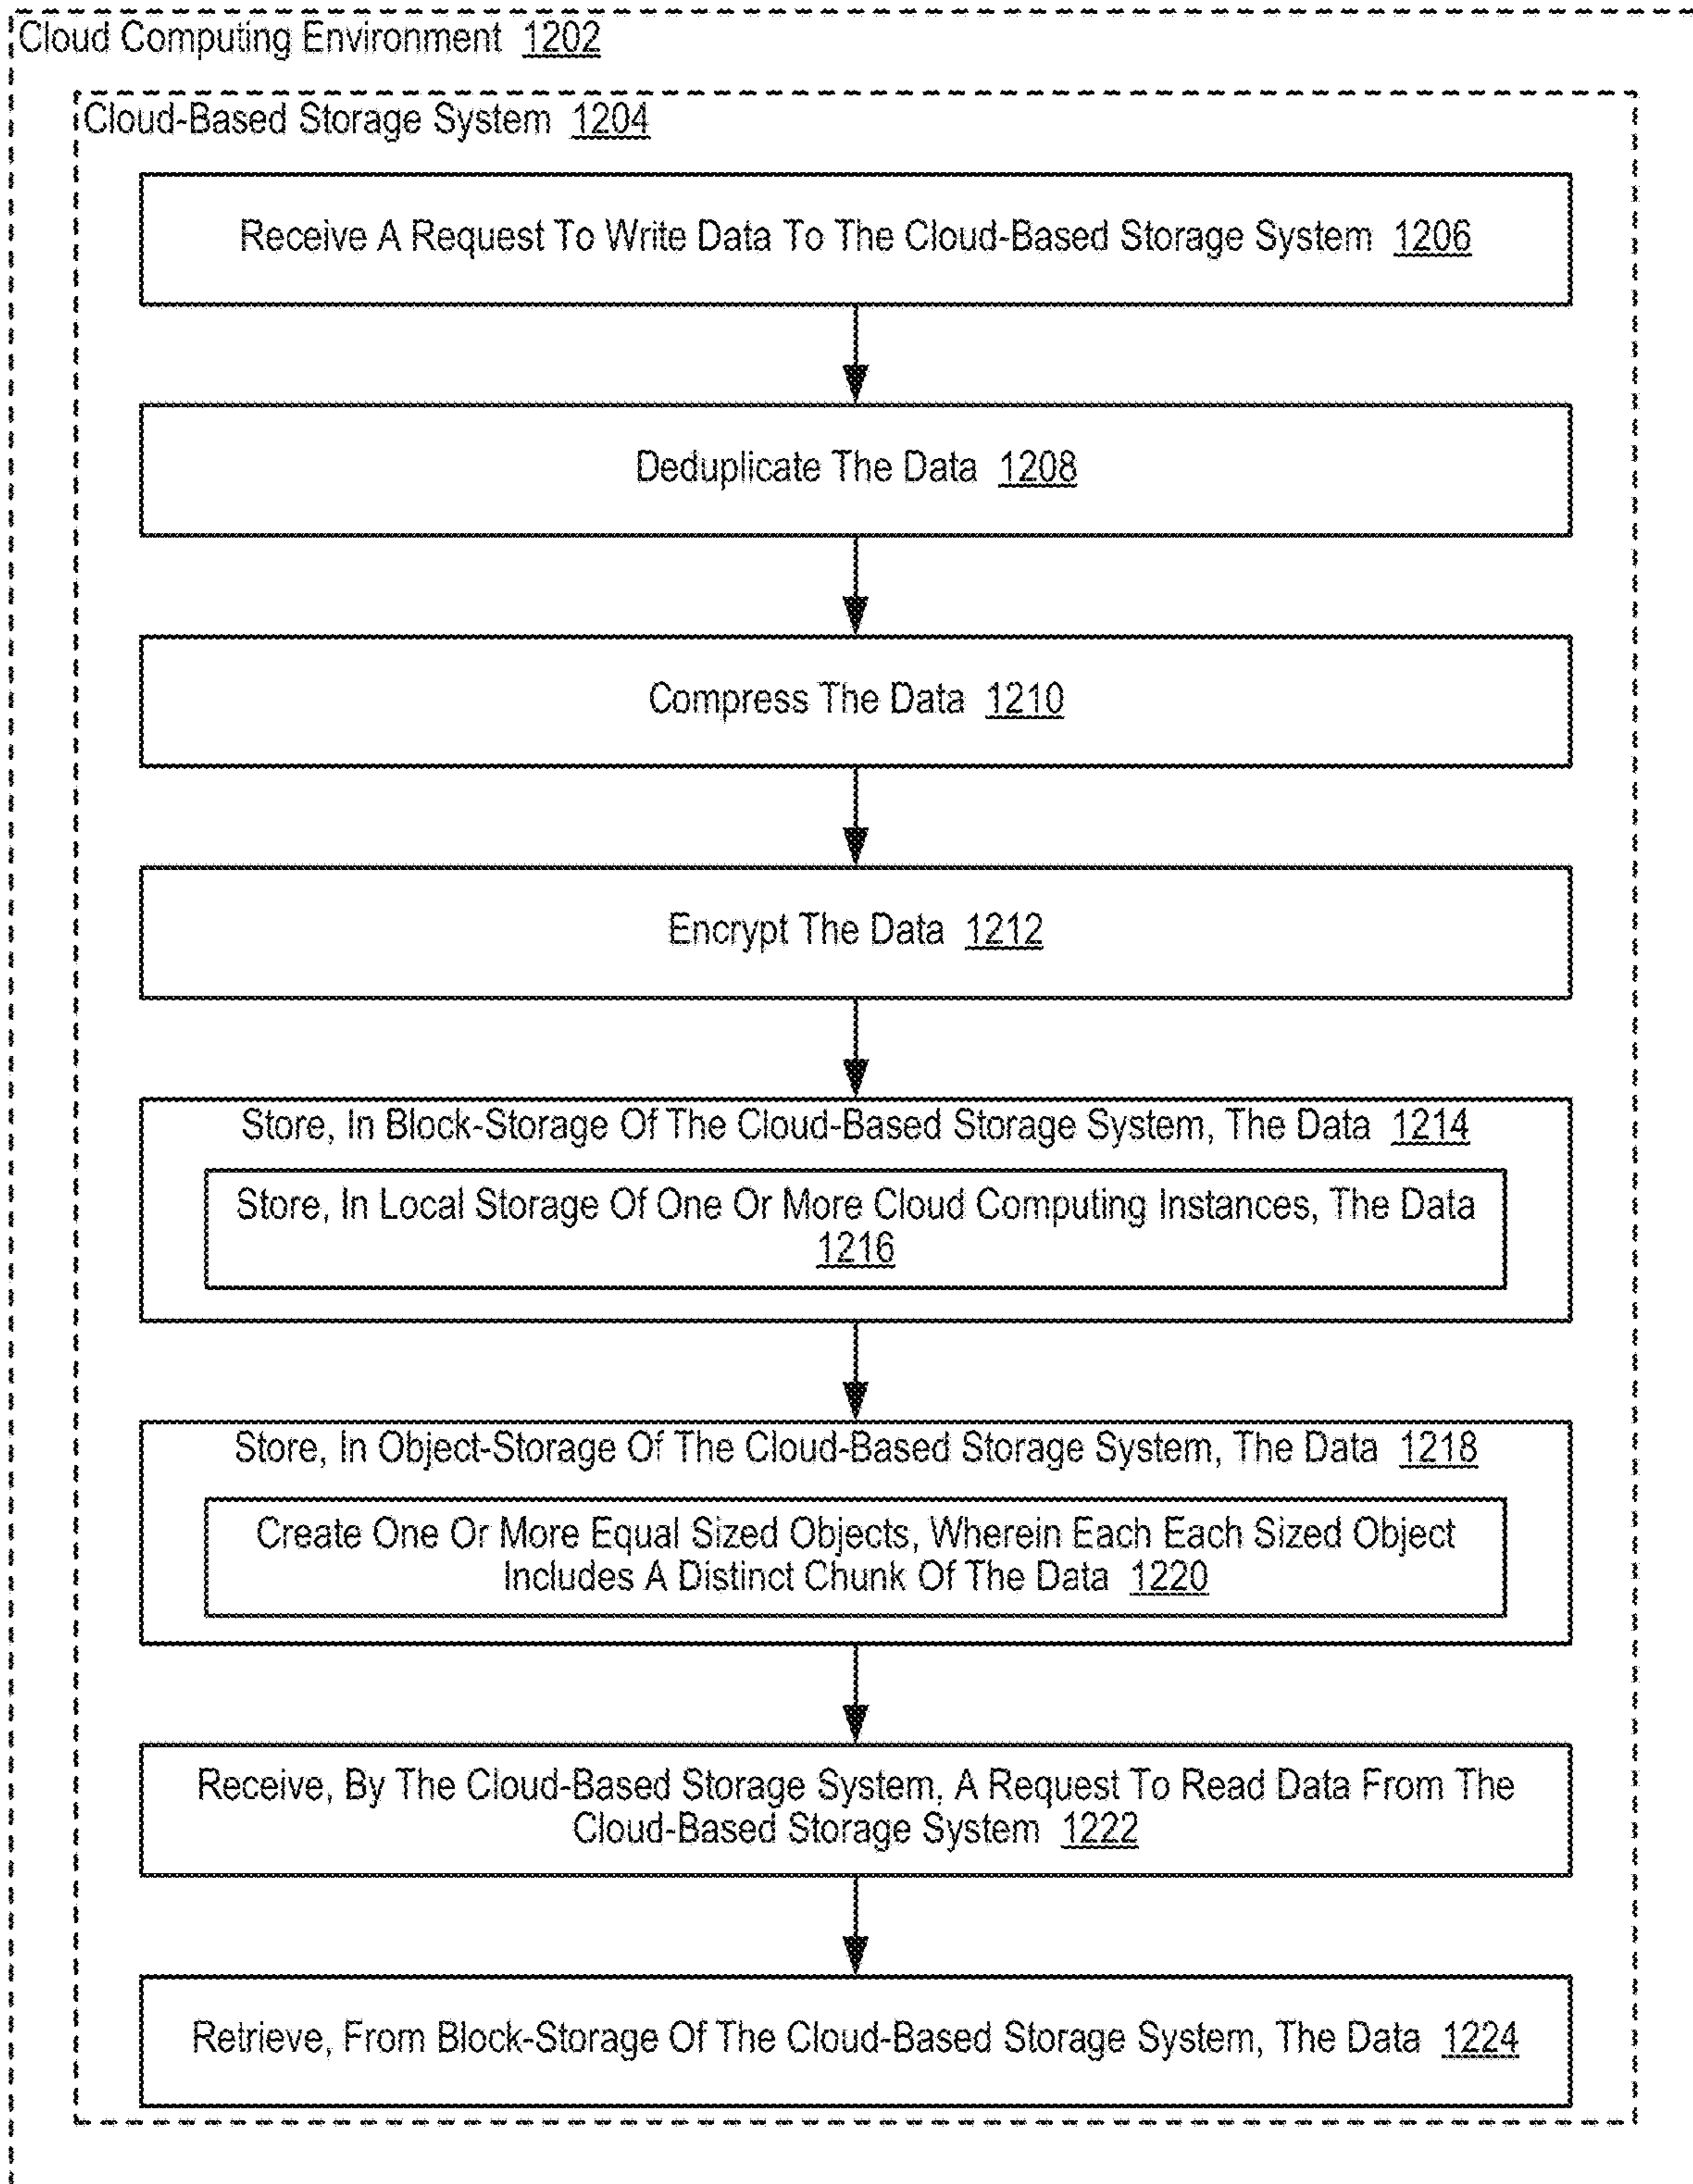 Cloud Computing Environment 1202
Cloud-Based Storage System 1204
Receive A Request To Write Data To The Cloud-Based Storage System 1206
Deduplicate The Data 1208
Compress The Data 1210
Encrypt The Data 1212
Store, In Block-Storage Of The Cloud-Based Storage System, The Data 1214
Store, In Local Storage Of One Or More Cloud Computing Instances, The Data
1216
Store, In Object-Storage Of The Cloud-Based Storage System, The Data 1218
Create One Or More Equal Sized Objects, Wherein Each Each Sized Object
Includes A Distinct Chunk Of The Data 1220
Receive, By The Cloud-Based Storage System, A Request To Read Data From The
Cloud-Based Storage System 1222
Retrieve, From Block-Storage Of The Cloud-Based Storage System, The Data 1224